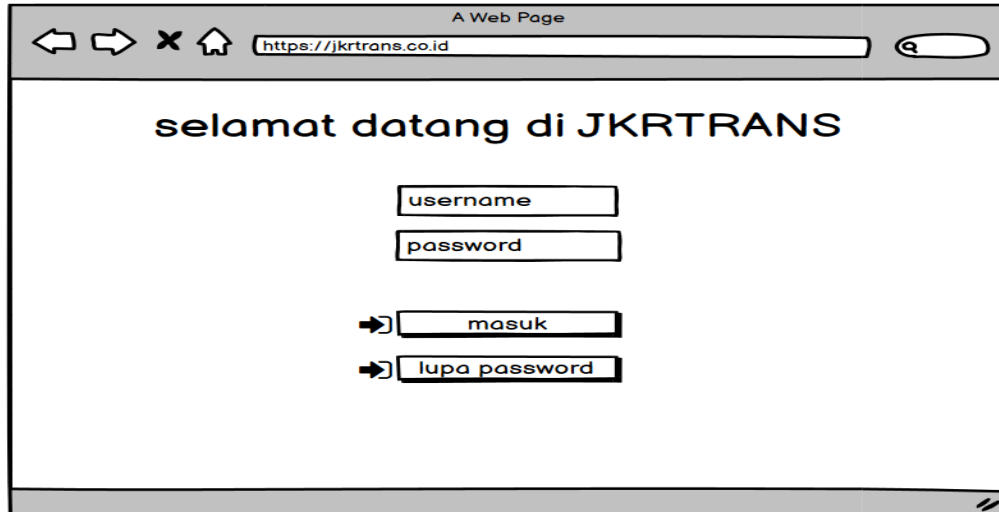 A Web Page
https://jkrtrans.co.id
selamat datang di JKRTRANS
username
password
masuk
lupa password